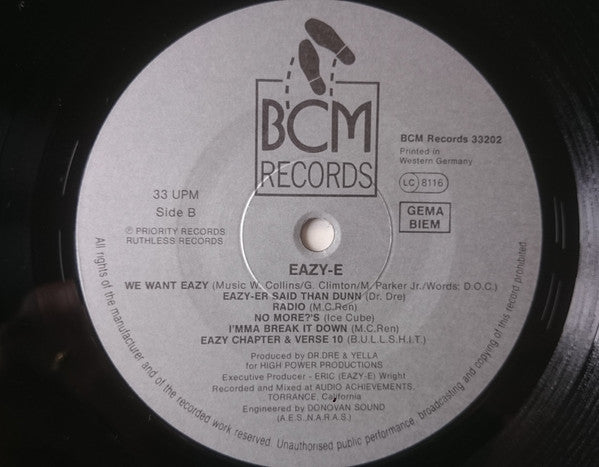 BCM
RECORDS
BCM Records 33202
Printed in
Western Germany
LC 8116
GEMA
BIEM
33 UPM
Side B
Ⓟ PRIORITY RECORDS
RUTHLESS RECORDS
EAZY-E
WE WANT EAZY (Music W. Collins/G. Climton/M. Parker Jr./Words: D.O.C.)
EAZY-ER SAID THAN DUNN (Dr. Dre)
RADIO (M.C.Ren)
NO MORE?'S (Ice Cube)
I'MMA BREAK IT DOWN (M.C.Ren)
EAZY CHAPTER & VERSE 10 (B.U.L.L.S.H.I.T.)
Produced by DR.DRE & YELLA
for HIGH POWER PRODUCTIONS
Executive Producer - ERIC (EAZY-E) Wright
Recorded and Mixed at AUDIO ACHIEVEMENTS,
TORRANCE, California
Engineered by DONOVAN SOUND
(A.E.S.,N.A.R.A.S.)
All rights of the manufacturer and of the owner of the recorded work reserved. Unauthorised public performance, broadcasting and copying of this record prohibited.